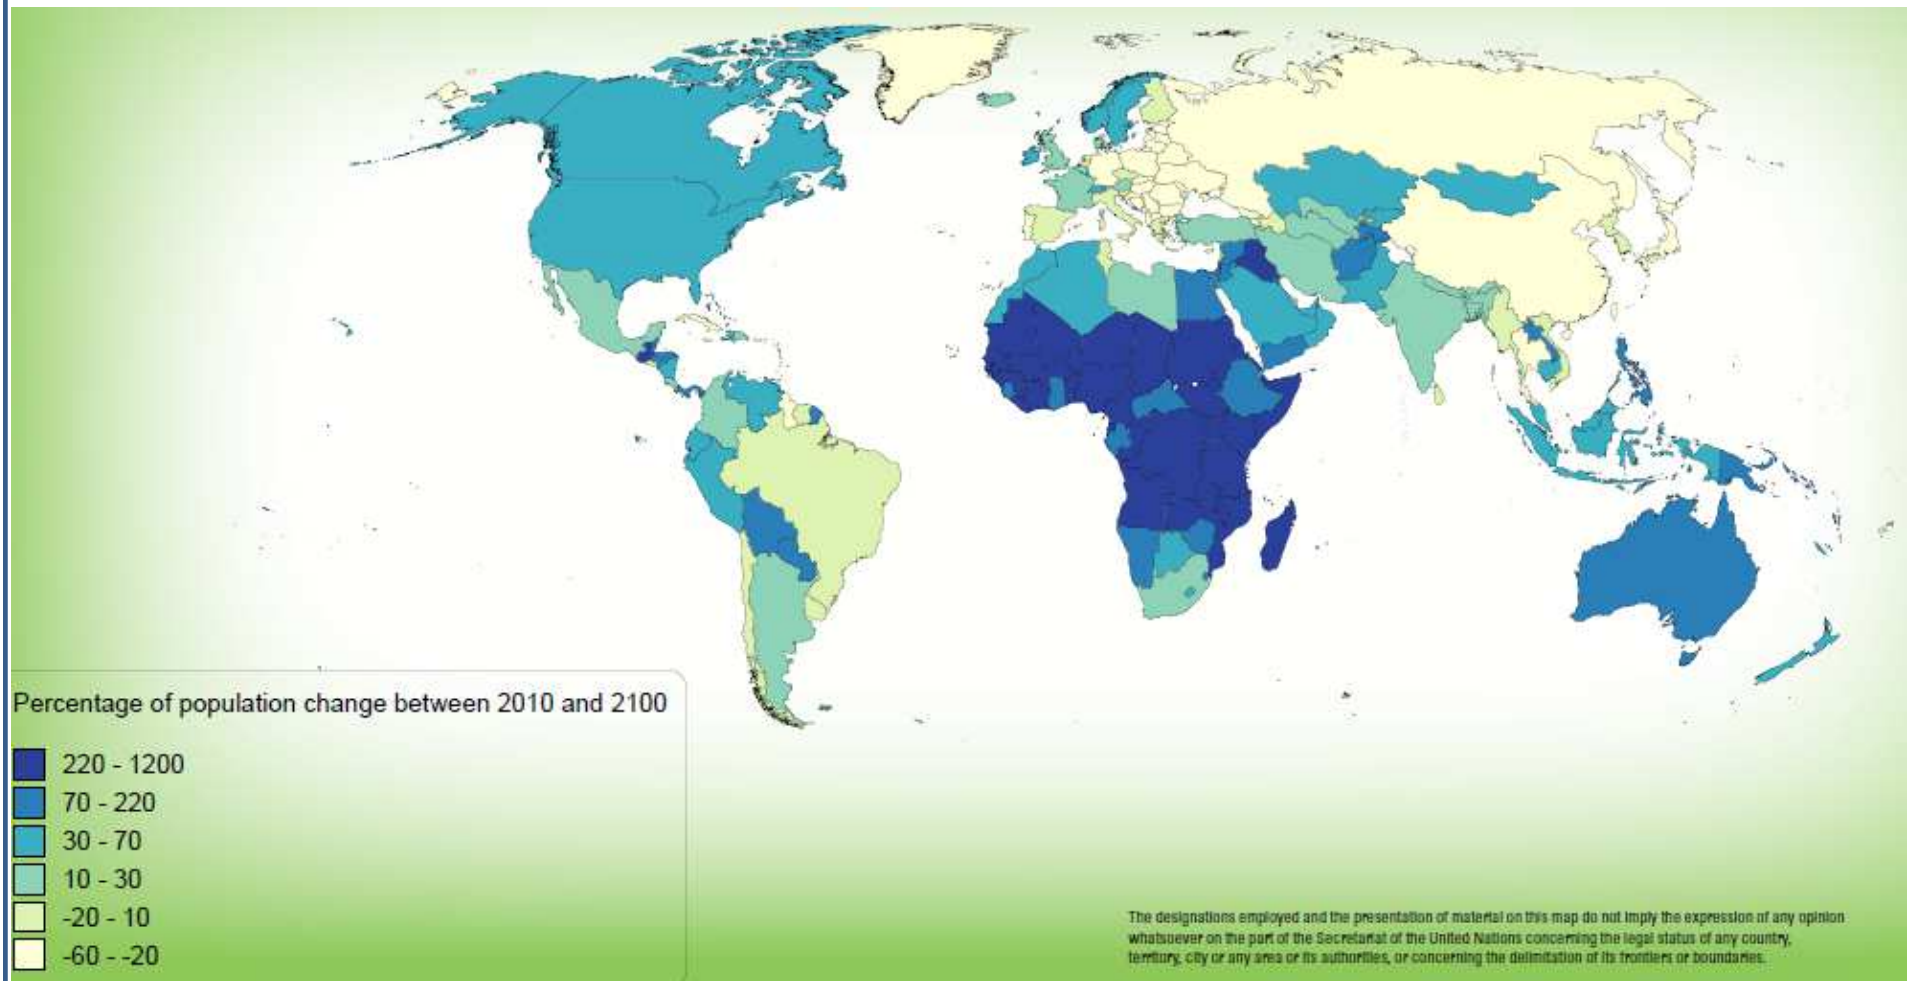 Percentage of population change between 2010 and 2100
220 - 1200
70 - 220
30 - 70
10 - 30
-20 - 10
-60 - -20
The designations employed and the presentation of material on this map do not imply the expression of any opinion
whatsoever on the part of the Secretariat of the United Nations concerning the legal status of any country,
territory, city or any area or its authorities, or concerning the delimitation of its frontiers or boundaries.